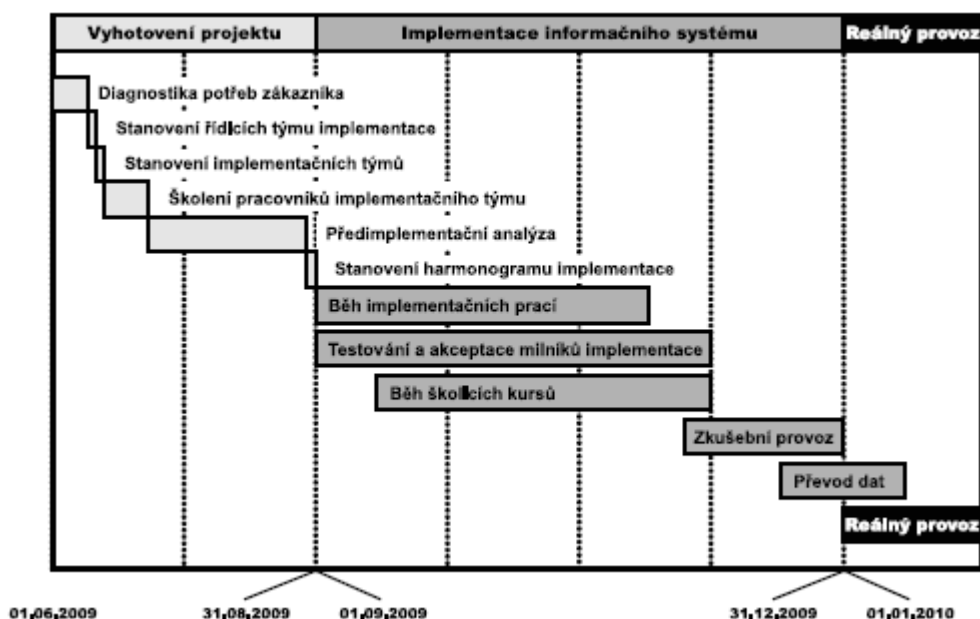 Vyhotovení projektu Implementace informačního systému Reálný provoz
Diagnostika potřeb zákazníka
Stanovení řídících týmu implementace
Stanovení implementačních týmů
Školení pracovníků implementačního týmu
Předimplementační analýza
Stanovení harmonogramu implementace
Běh implementačních prací
Testování a akceptace milníků implementace
Běh školících kursů
Zkušební provoz
Převod dat
Reálný provoz
01.06.2009 31.08.2009 01.09.2009 31.12.2009 01.01.2010